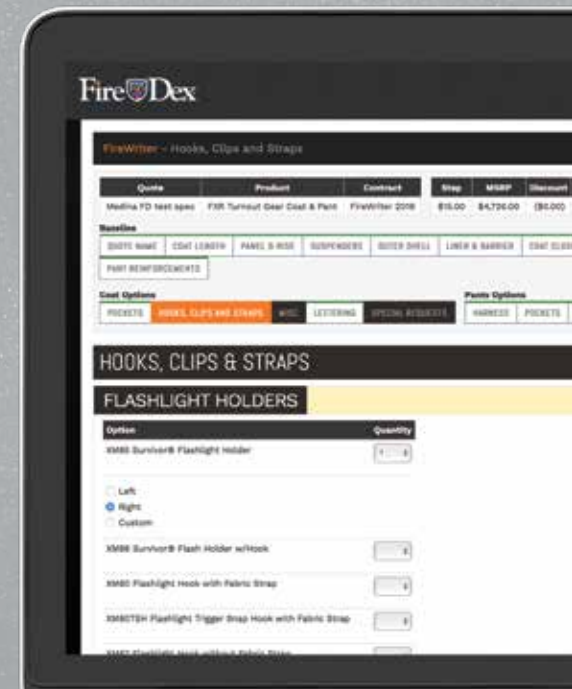 Fire Dex
FireWriter - Hooks, Clips and Straps
Quote Product Contract Step MSRP Discount
Medina FD test spec FXR Turnout Gear Coat & Pant FireWriter 2016 $15.00 $4,726.00 ($0.00)
Baseline
QUOTE NAME COAT LENGTH PANEL & RISE SUSPENDERS OUTER SHELL LINER & BARRIER
PANT REINFORCEMENTS
Coat Options Pants Options
POCKETS HOOKS, CLIPS AND STRAPS MISC LETTERING SPECIAL REQUESTS HARNESS POCKETS
HOOKS, CLIPS & STRAPS
FLASHLIGHT HOLDERS
Option Quantity
XM85 Survivor® Flashlight Holder 1
Left
Right
Custom
XM86 Survivor® Flash Holder w/Hook
XM80 Flashlight Hook with Fabric Strap
XM80TSH Flashlight Trigger Snap Hook with Fabric Strap